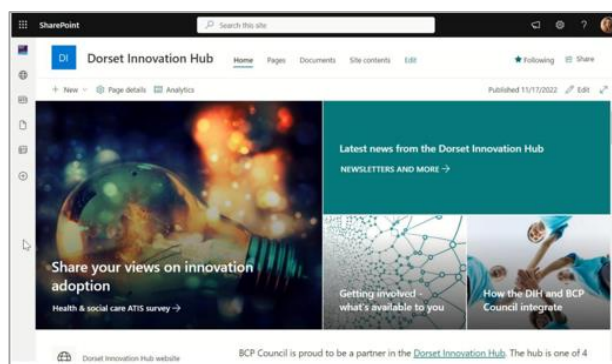 SharePoint
Search this site
DI
Dorset Innovation Hub
Home
Pages
Documents
Site contents
Edit
Following
Share
New
Page details
Analytics
Published 11/17/2022
Edit
Latest news from the Dorset Innovation Hub
NEWSLETTERS AND MORE →
Share your views on innovation
adoption
Health & social care ATIS survey →
Getting involved -
what's available to you
How the DIH and BCP
Council integrate
Dorset Innovation Hub website
BCP Council is proud to be a partner in the Dorset Innovation Hub. The hub is one of 4